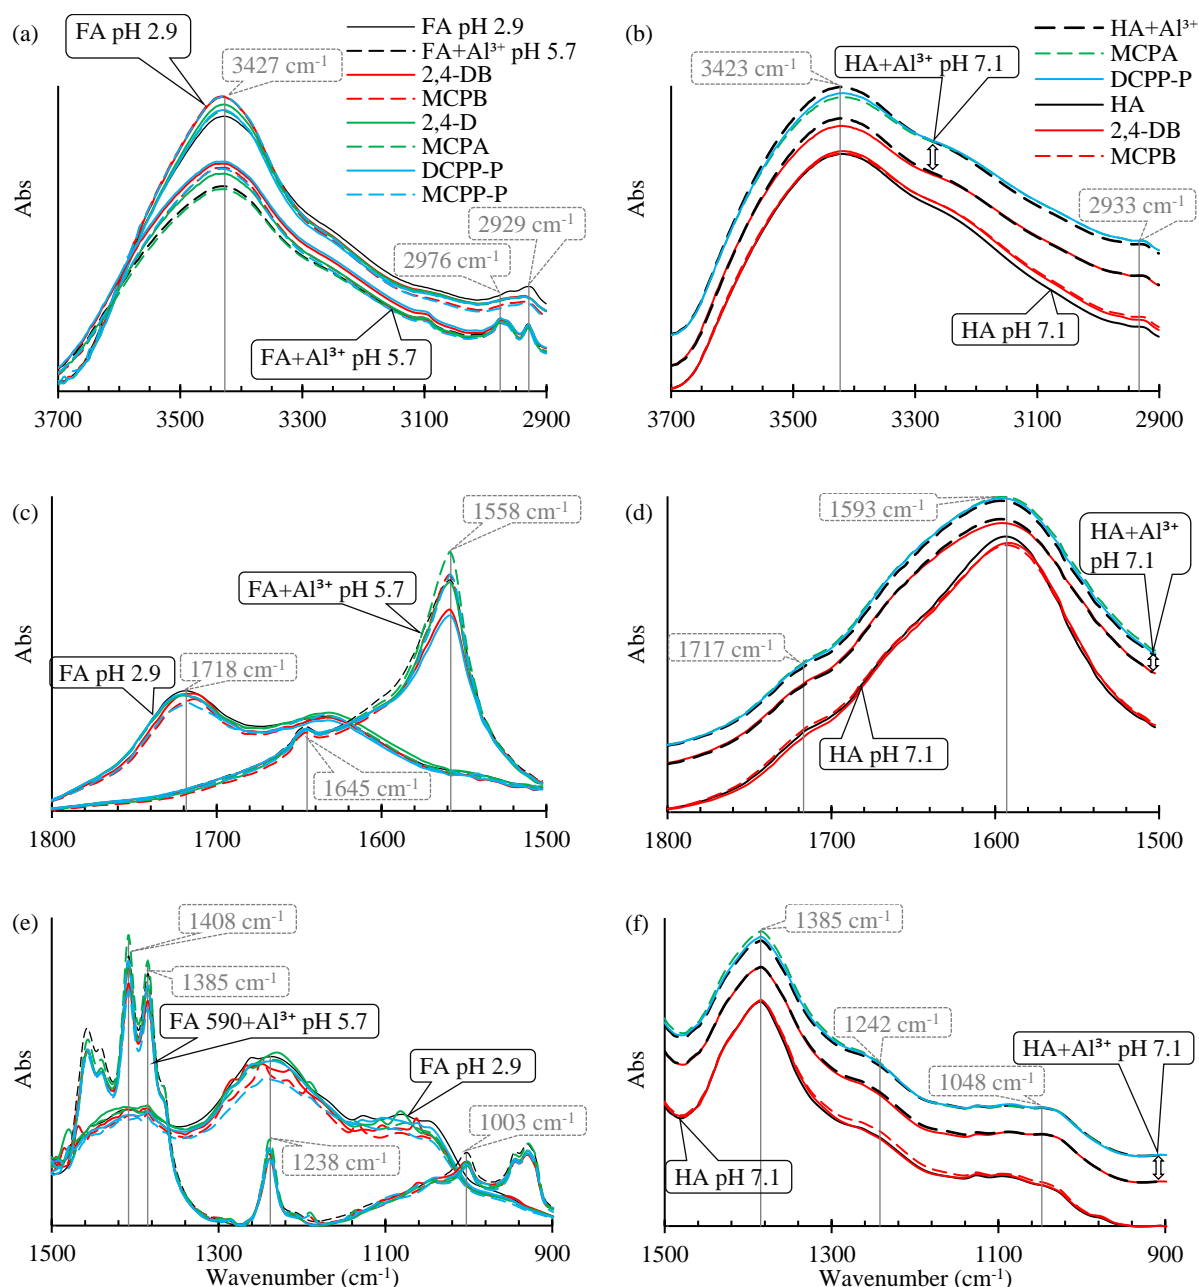 (a)
FA pH 2.9
3427 cm⁻¹
FA pH 2.9
FA+Al³⁺ pH 5.7
2,4-DB
MCPB
2,4-D
MCPA
DCPP-P
MCPP-P
2976 cm⁻¹
2929 cm⁻¹
FA+Al³⁺ pH 5.7
Abs
3700
3500
3300
3100
2900
(b)
3423 cm⁻¹
HA+Al³⁺ pH 7.1
HA+Al³⁺
MCPA
DCPP-P
HA
2,4-DB
MCPB
2933 cm⁻¹
HA pH 7.1
Abs
3700
3500
3300
3100
2900
(c)
1558 cm⁻¹
FA+Al³⁺ pH 5.7
FA pH 2.9
1718 cm⁻¹
1645 cm⁻¹
Abs
1800
1700
1600
1500
(d)
1593 cm⁻¹
HA+Al³⁺
pH 7.1
1717 cm⁻¹
HA pH 7.1
Abs
1800
1700
1600
1500
(e)
1408 cm⁻¹
1385 cm⁻¹
FA 590+Al³⁺ pH 5.7
FA pH 2.9
1003 cm⁻¹
1238 cm⁻¹
Abs
1500
1300
1100
900
Wavenumber (cm⁻¹)
(f)
1385 cm⁻¹
1242 cm⁻¹
HA+Al³⁺ pH 7.1
1048 cm⁻¹
HA pH 7.1
Abs
1500
1300
1100
900
Wavenumber (cm⁻¹)